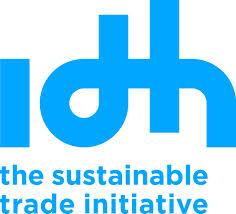 idh
the sustainable
trade initiative